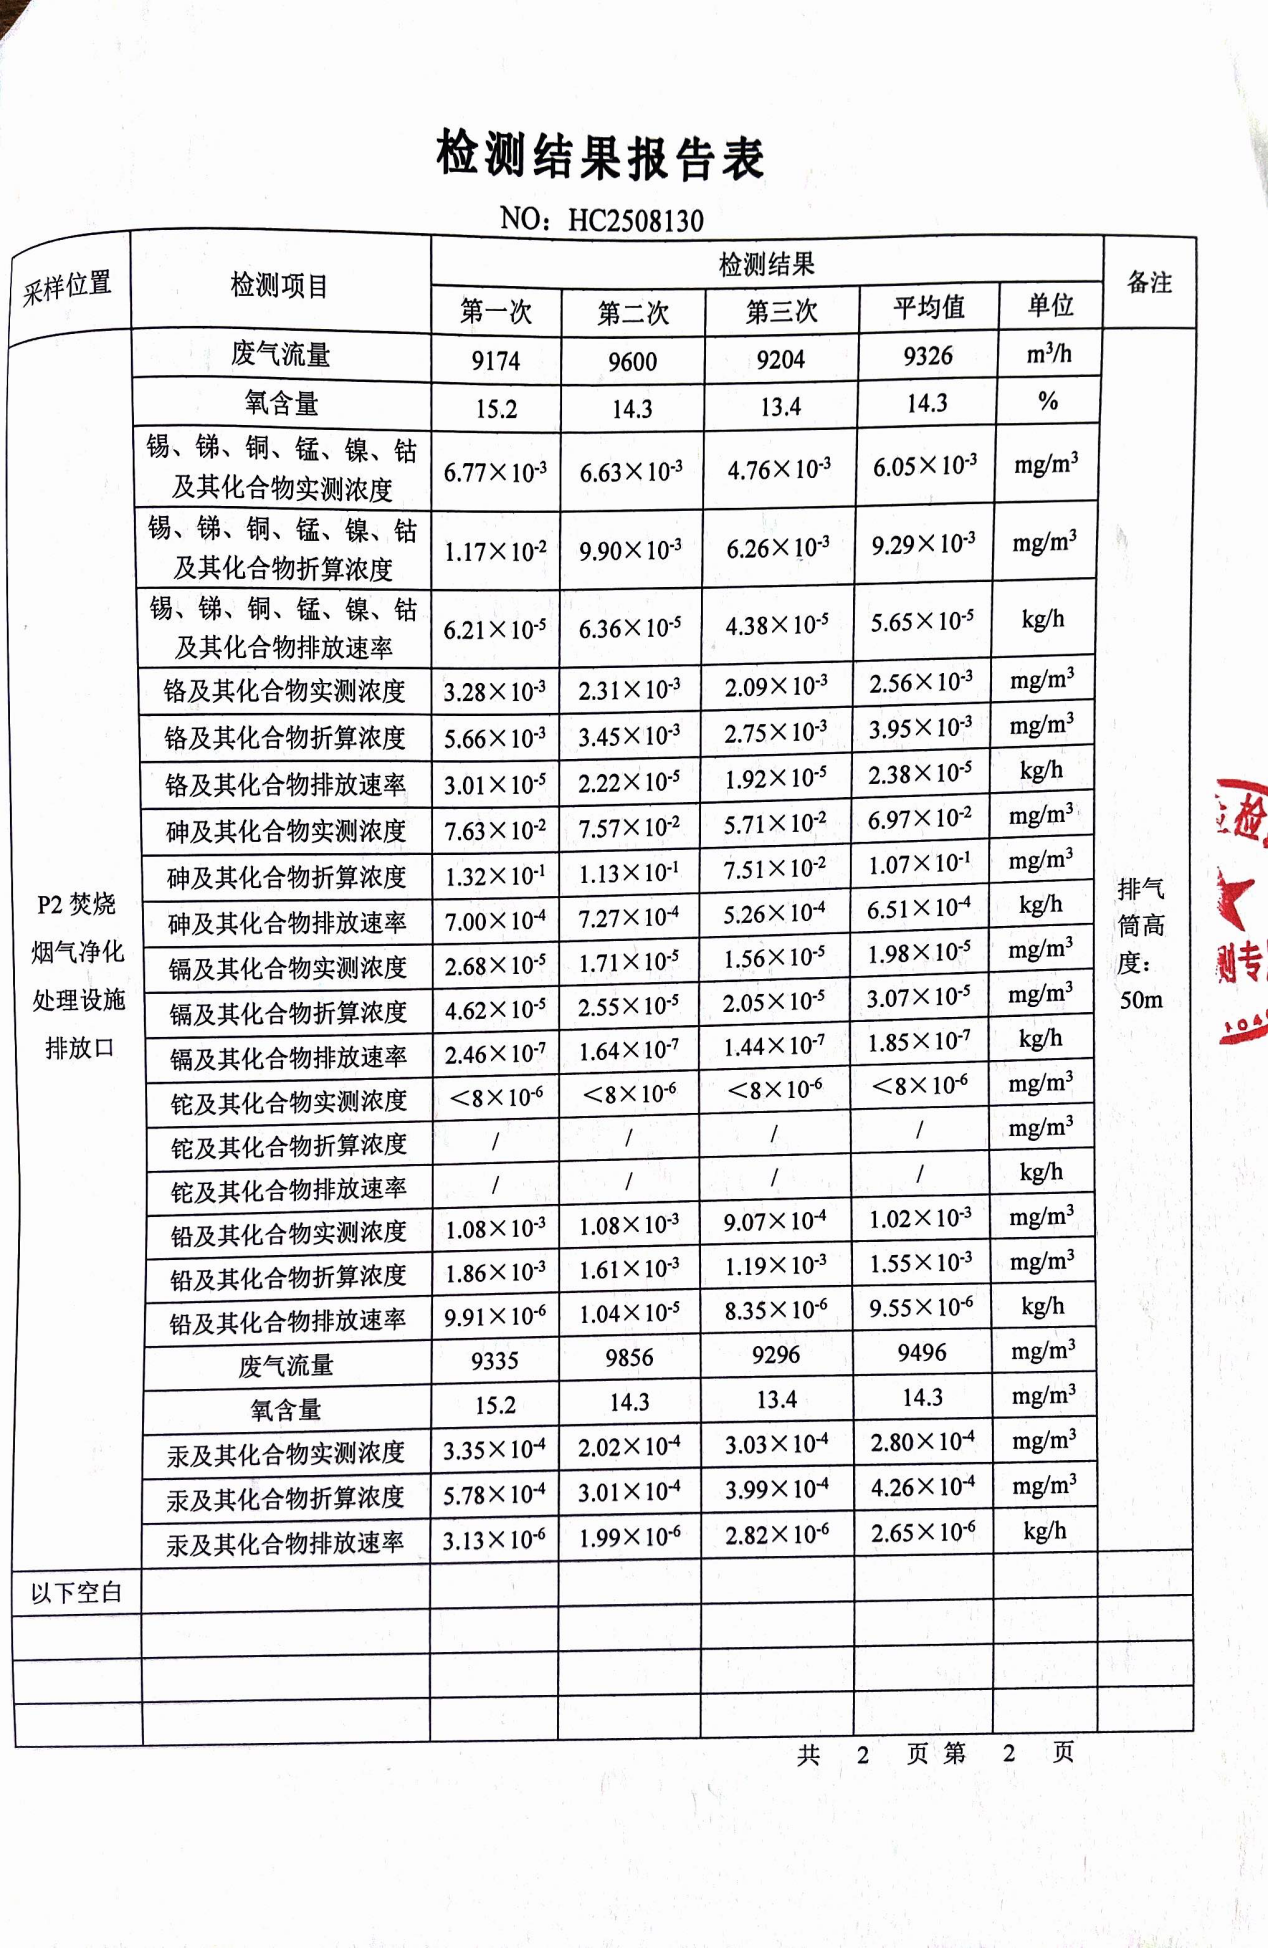 检测结果报告表
NO：HC2508130
采样位置 检测项目 检测结果 备注
第一次 第二次 第三次 平均值 单位
废气流量 9174 9600 9204 9326 m³/h
氧含量 15.2 14.3 13.4 14.3 %
锡、锑、铜、锰、镍、钴
及其化合物实测浓度 6.77×10⁻³ 6.63×10⁻³ 4.76×10⁻³ 6.05×10⁻³ mg/m³
锡、锑、铜、锰、镍、钴
及其化合物折算浓度 1.17×10⁻² 9.90×10⁻³ 6.26×10⁻³ 9.29×10⁻³ mg/m³
锡、锑、铜、锰、镍、钴
及其化合物排放速率 6.21×10⁻⁵ 6.36×10⁻⁵ 4.38×10⁻⁵ 5.65×10⁻⁵ kg/h
铬及其化合物实测浓度 3.28×10⁻³ 2.31×10⁻³ 2.09×10⁻³ 2.56×10⁻³ mg/m³
铬及其化合物折算浓度 5.66×10⁻³ 3.45×10⁻³ 2.75×10⁻³ 3.95×10⁻³ mg/m³
铬及其化合物排放速率 3.01×10⁻⁵ 2.22×10⁻⁵ 1.92×10⁻⁵ 2.38×10⁻⁵ kg/h
砷及其化合物实测浓度 7.63×10⁻² 7.57×10⁻² 5.71×10⁻² 6.97×10⁻² mg/m³
砷及其化合物折算浓度 1.32×10⁻¹ 1.13×10⁻¹ 7.51×10⁻² 1.07×10⁻¹ mg/m³
砷及其化合物排放速率 7.00×10⁻⁴ 7.27×10⁻⁴ 5.26×10⁻⁴ 6.51×10⁻⁴ kg/h
镉及其化合物实测浓度 2.68×10⁻⁵ 1.71×10⁻⁵ 1.56×10⁻⁵ 1.98×10⁻⁵ mg/m³
镉及其化合物折算浓度 4.62×10⁻⁵ 2.55×10⁻⁵ 2.05×10⁻⁵ 3.07×10⁻⁵ mg/m³
镉及其化合物排放速率 2.46×10⁻⁷ 1.64×10⁻⁷ 1.44×10⁻⁷ 1.85×10⁻⁷ kg/h
铊及其化合物实测浓度 <8×10⁻⁶ <8×10⁻⁶ <8×10⁻⁶ <8×10⁻⁶ mg/m³
铊及其化合物折算浓度 / / / / mg/m³
铊及其化合物排放速率 / / / / kg/h
铅及其化合物实测浓度 1.08×10⁻³ 1.08×10⁻³ 9.07×10⁻⁴ 1.02×10⁻³ mg/m³
铅及其化合物折算浓度 1.86×10⁻³ 1.61×10⁻³ 1.19×10⁻³ 1.55×10⁻³ mg/m³
铅及其化合物排放速率 9.91×10⁻⁶ 1.04×10⁻⁵ 8.35×10⁻⁶ 9.55×10⁻⁶ kg/h
废气流量 9335 9856 9296 9496 mg/m³
氧含量 15.2 14.3 13.4 14.3 mg/m³
汞及其化合物实测浓度 3.35×10⁻⁴ 2.02×10⁻⁴ 3.03×10⁻⁴ 2.80×10⁻⁴ mg/m³
汞及其化合物折算浓度 5.78×10⁻⁴ 3.01×10⁻⁴ 3.99×10⁻⁴ 4.26×10⁻⁴ mg/m³
汞及其化合物排放速率 3.13×10⁻⁶ 1.99×10⁻⁶ 2.82×10⁻⁶ 2.65×10⁻⁶ kg/h
P2 焚烧
烟气净化
处理设施
排放口
排气
筒高
度：
50m
以下空白
共 2 页 第 2 页
检
测专